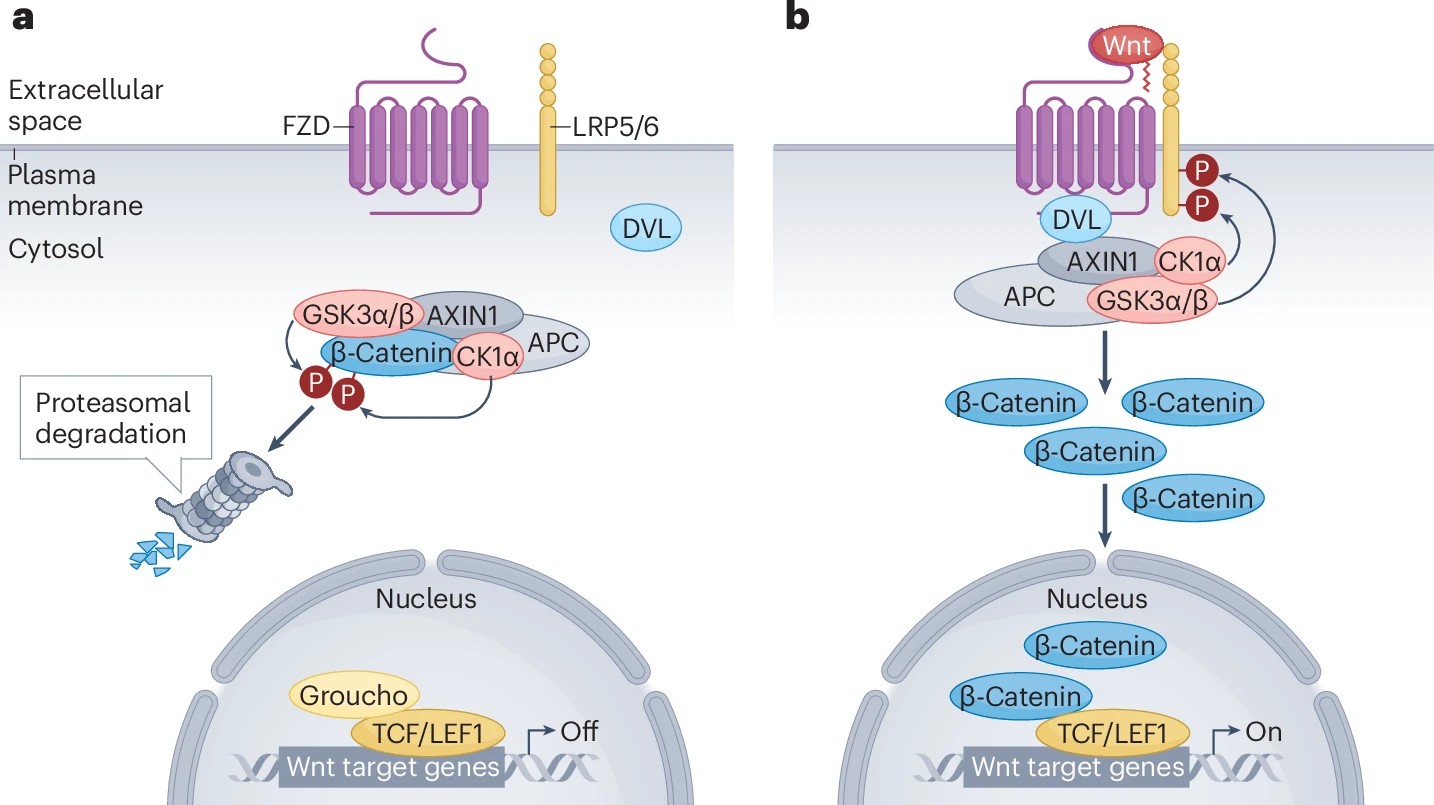 a
Extracellular
space
FZD
LRP5/6
Plasma
membrane
Cytosol
DVL
GSK3α/β
AXIN1
β-Catenin
CK1α
APC
P
P
Proteasomal
degradation
Nucleus
Groucho
TCF/LEF1
Off
Wnt target genes
b
Wnt
P
P
DVL
AXIN1
CK1α
APC
GSK3α/β
β-Catenin
β-Catenin
β-Catenin
β-Catenin
Nucleus
β-Catenin
β-Catenin
TCF/LEF1
On
Wnt target genes